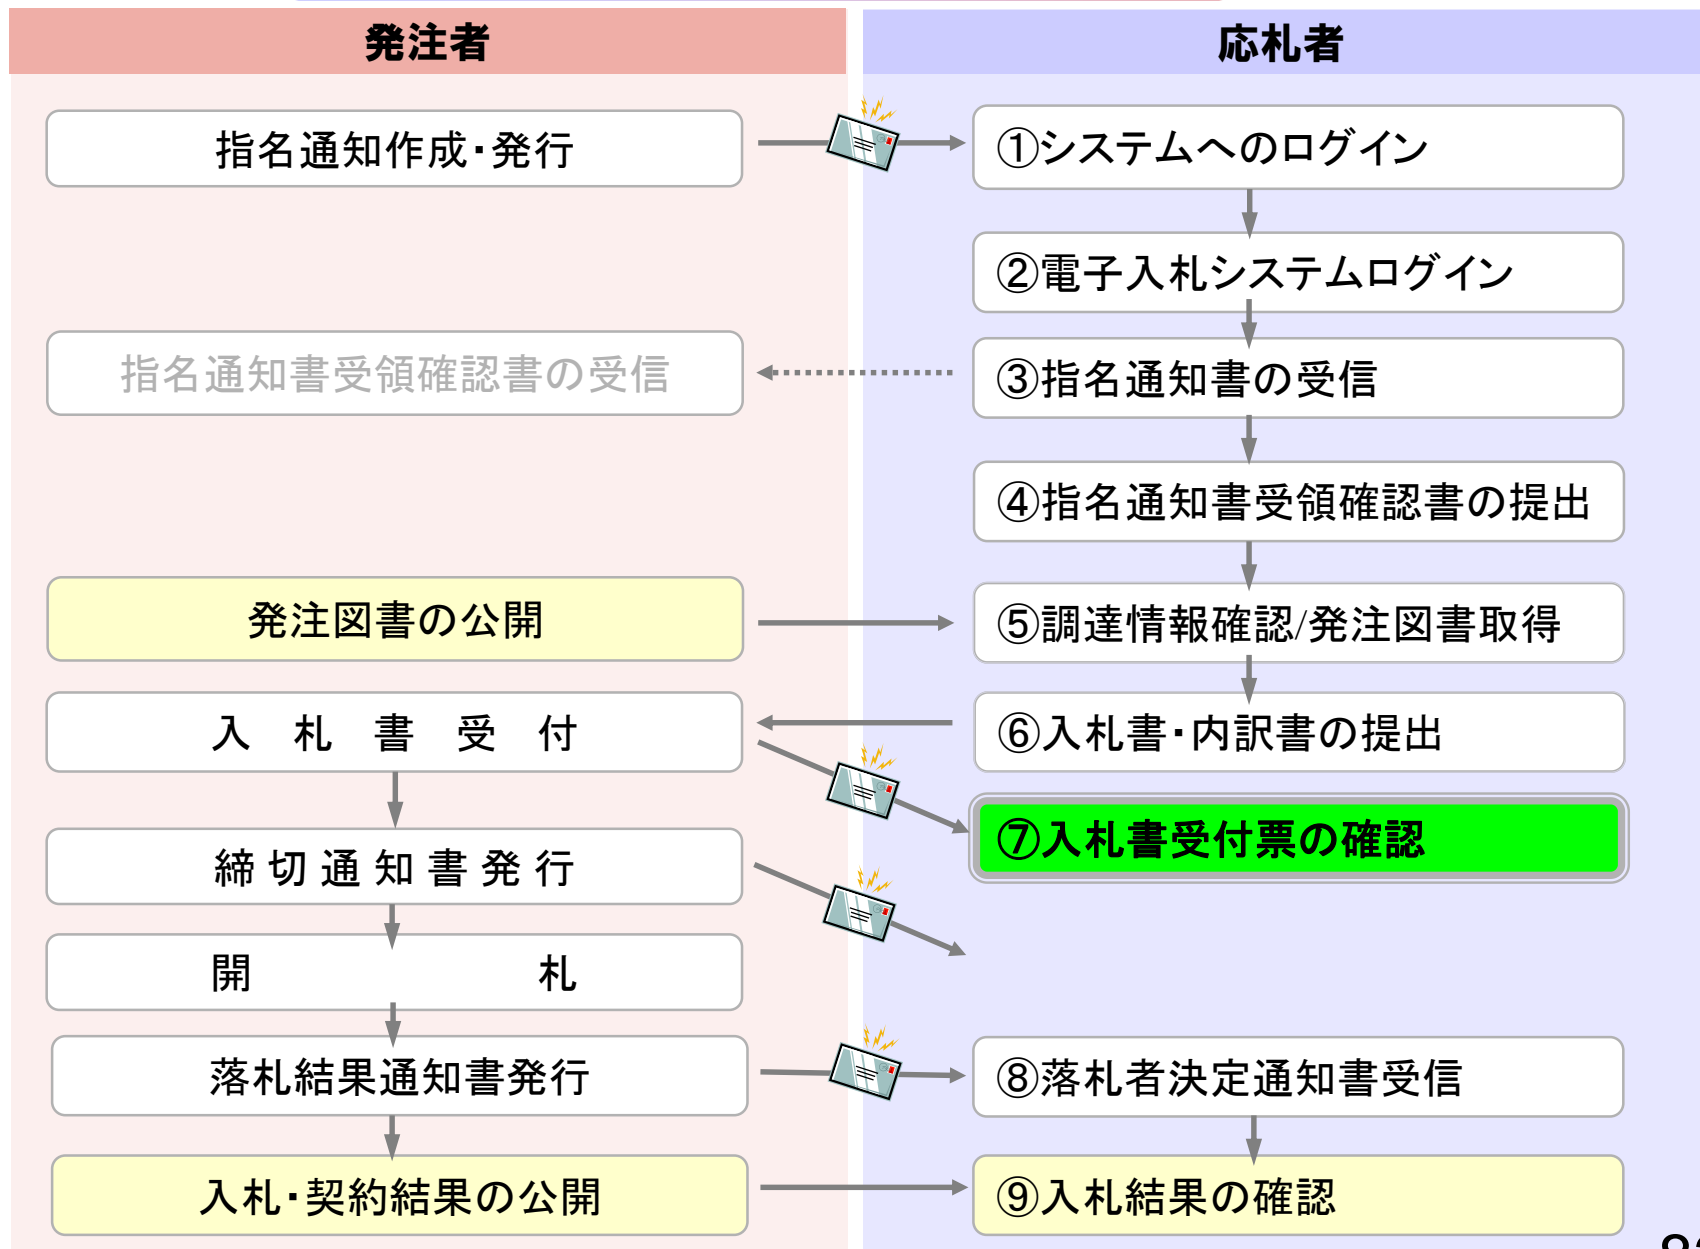 発注者
応札者
指名通知作成・発行
①システムへのログイン
②電子入札システムログイン
指名通知書受領確認書の受信
③指名通知書の受信
④指名通知書受領確認書の提出
発注図書の公開
⑤調達情報確認/発注図書取得
入 札 書 受 付
⑥入札書・内訳書の提出
⑦入札書受付票の確認
締切通知書発行
開 札
落札結果通知書発行
⑧落札者決定通知書受信
入札・契約結果の公開
⑨入札結果の確認